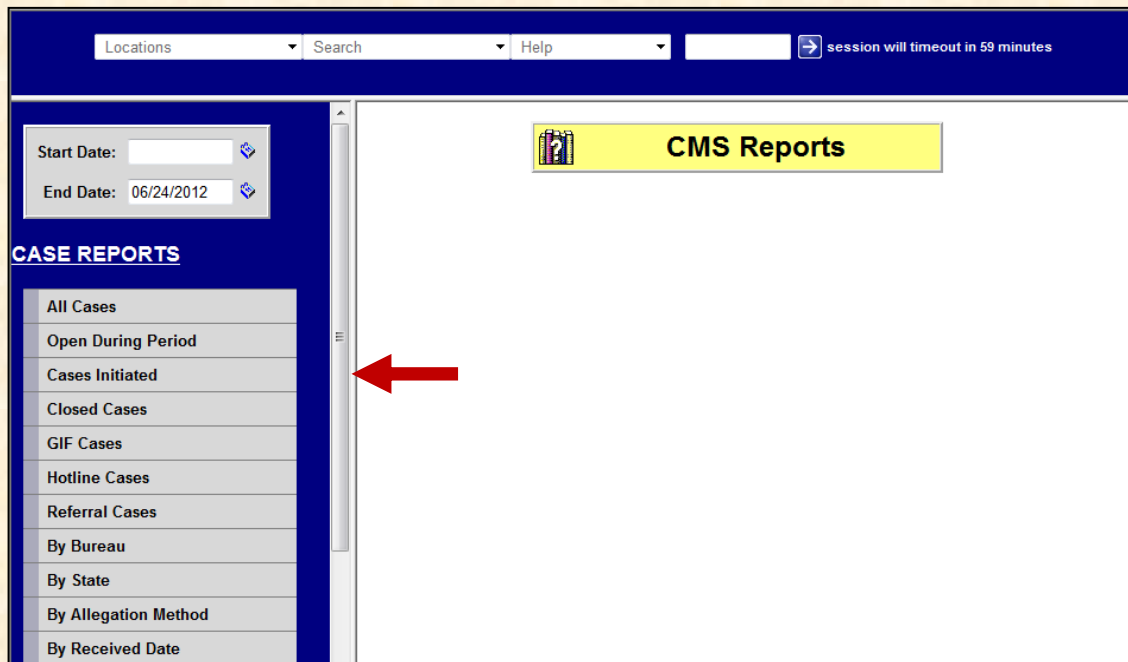 Locations Search Help session will timeout in 59 minutes
Start Date:
End Date: 06/24/2012
CMS Reports
CASE REPORTS
All Cases
Open During Period
Cases Initiated
Closed Cases
GIF Cases
Hotline Cases
Referral Cases
By Bureau
By State
By Allegation Method
By Received Date